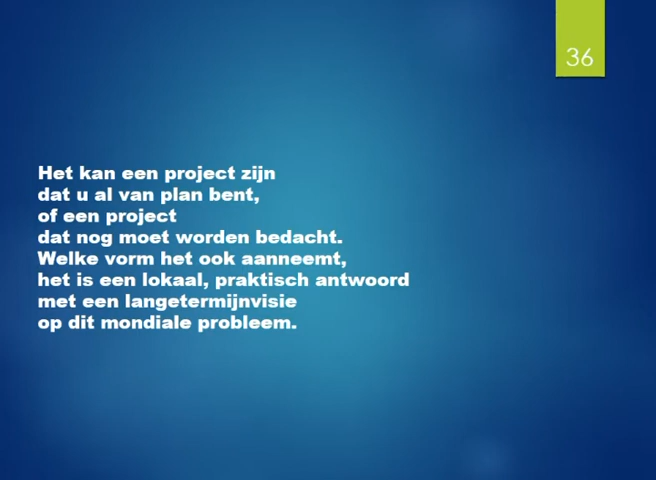 36
Het kan een project zijn
dat u al van plan bent,
of een project
dat nog moet worden bedacht.
Welke vorm het ook aanneemt,
het is een lokaal, praktisch antwoord
met een langetermijnvisie
op dit mondiale probleem.